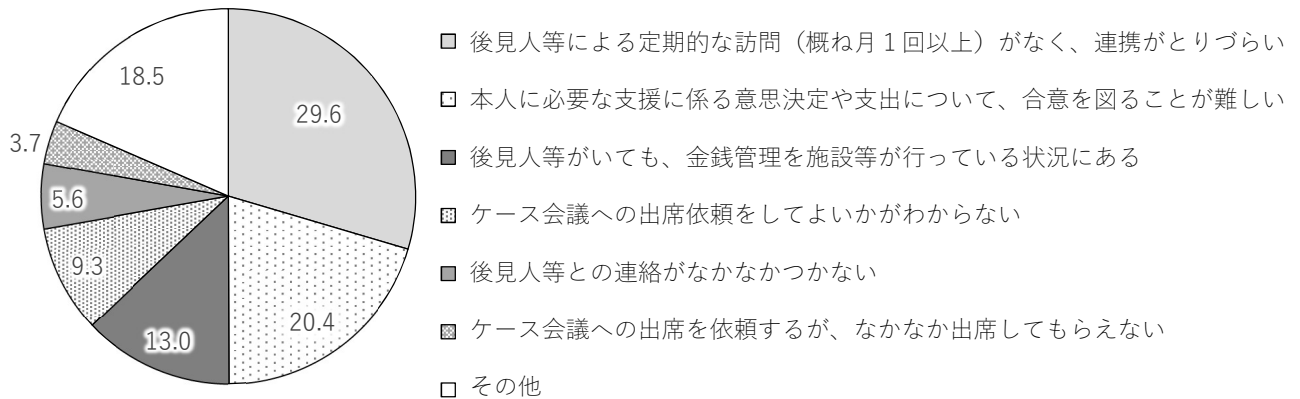 29.6
20.4
13.0
9.3
5.6
3.7
18.5
後見人等による定期的な訪問（概ね月１回以上）がなく、連携がとりづらい
本人に必要な支援に係る意思決定や支出について、合意を図ることが難しい
後見人等がいても、金銭管理を施設等が行っている状況にある
ケース会議への出席依頼をしてよいかがわからない
後見人等との連絡がなかなかつかない
ケース会議への出席を依頼するが、なかなか出席してもらえない
その他